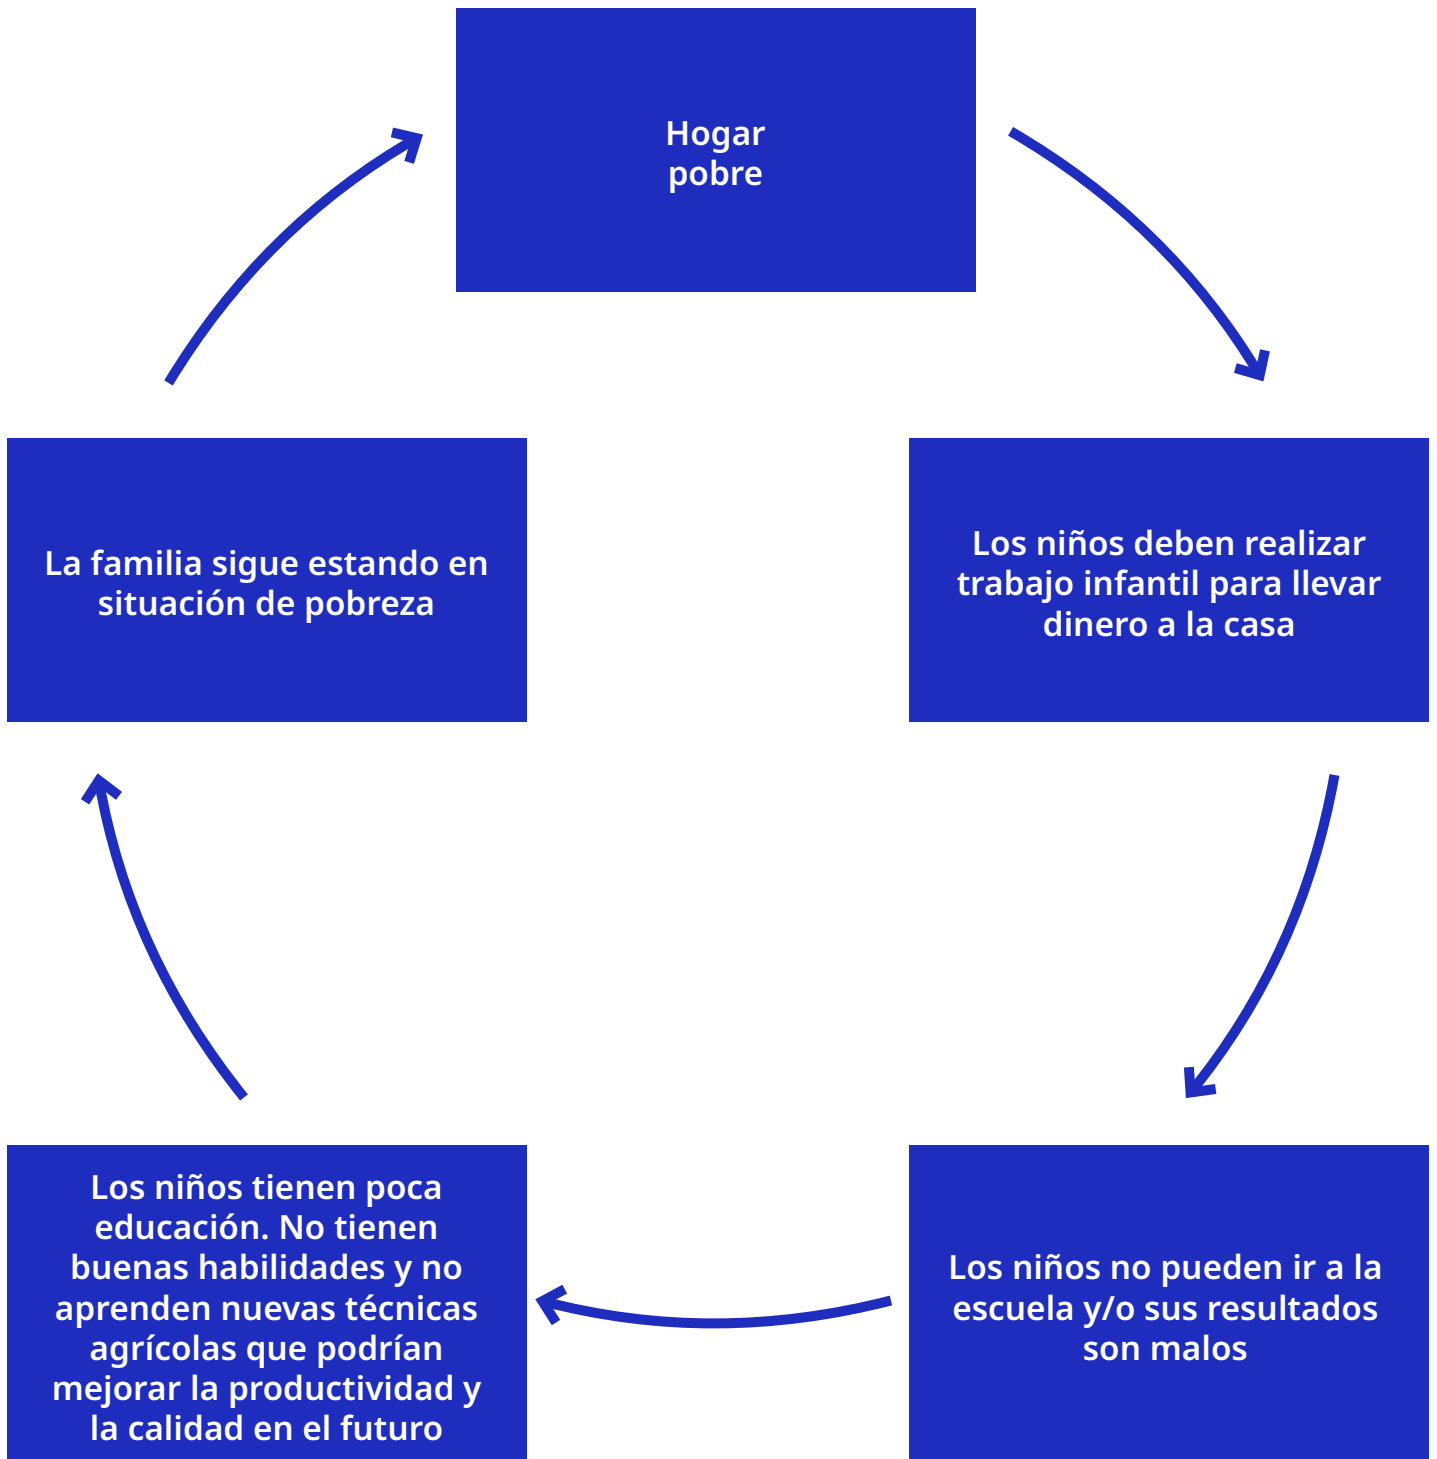 Hogar
pobre
La familia sigue estando en
situación de pobreza
Los niños deben realizar
trabajo infantil para llevar
dinero a la casa
Los niños tienen poca
educación. No tienen
buenas habilidades y no
aprenden nuevas técnicas
agrícolas que podrían
mejorar la productividad y
la calidad en el futuro
Los niños no pueden ir a la
escuela y/o sus resultados
son malos